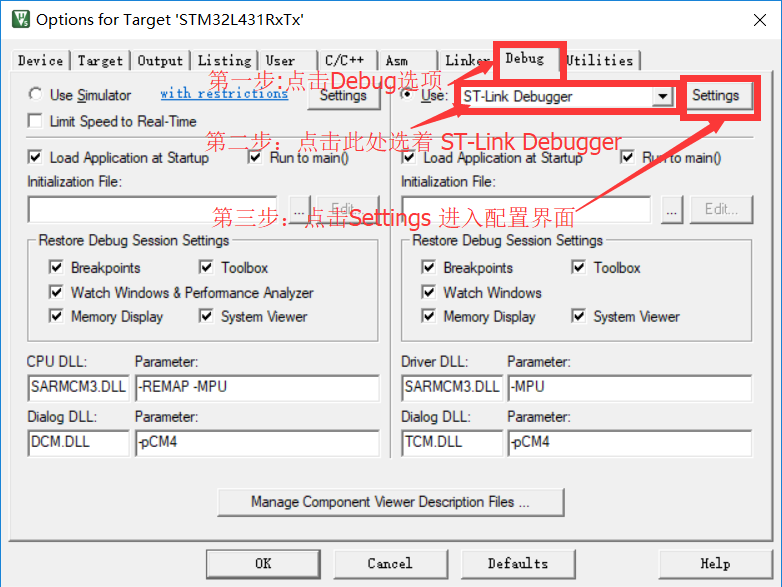 Options for Target 'STM32L431RxTx'
Device Target Output Listing User C/C++ Asm Linker Debug Utilities
第一步:点击Debug选项
Use Simulator with restrictions Settings
Use: ST-Link Debugger Settings
Limit Speed to Real-Time
第二步：点击此处选着 ST-Link Debugger
Load Application at Startup Run to main()
Load Application at Startup Run to main()
Initialization File:
Initialization File:
... Edit...
... Edit...
第三步：点击Settings 进入配置界面
Restore Debug Session Settings
Breakpoints Toolbox
Watch Windows & Performance Analyzer
Memory Display System Viewer
Restore Debug Session Settings
Breakpoints Toolbox
Watch Windows
Memory Display System Viewer
CPU DLL: Parameter:
SARMCM3.DLL -REMAP -MPU
Dialog DLL: Parameter:
DCM.DLL -pCM4
Driver DLL: Parameter:
SARMCM3.DLL -MPU
Dialog DLL: Parameter:
TCM.DLL -pCM4
Manage Component Viewer Description Files ...
OK Cancel Defaults Help